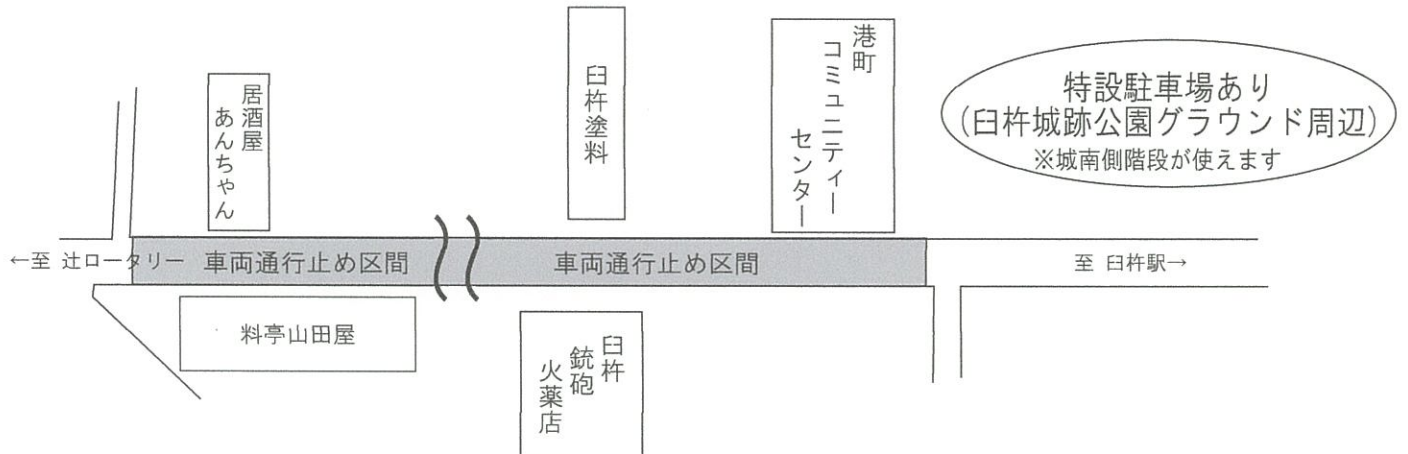 居酒屋
あんちゃん
臼杵塗料
港町
コミュニティー
センター
特設駐車場あり
(臼杵城跡公園グラウンド周辺)
※城南側階段が使えます
←至 辻ロータリー
車両通行止め区間
車両通行止め区間
至 臼杵駅→
料亭山田屋
臼杵
銃砲
火薬店